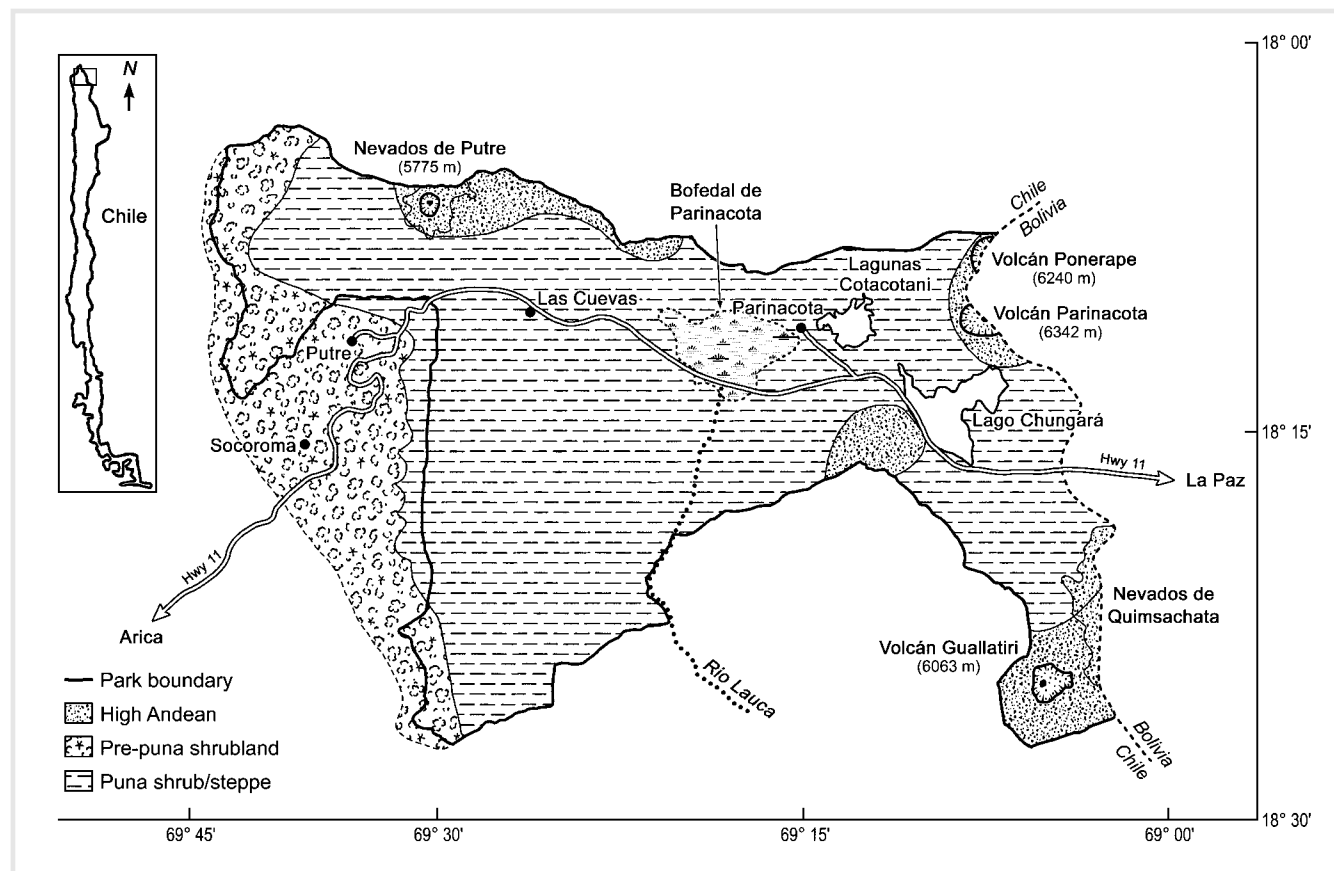 18° 00'
N
Chile
Nevados de Putre
(5775 m)
Bofedal de
Parinacota
Chile
Bolivia
Volcán Ponerape
(6240 m)
Lagunas
Cotacotani
Las Cuevas
Parinacota
Volcán Parinacota
(6342 m)
Putre
Lago Chungará
Socoroma
18° 15'
Hwy 11
La Paz
Hwy 11
Arica
Nevados de
Quimsachata
Volcán Guallatiri
(6063 m)
Rio Lauca
Park boundary
High Andean
Pre-puna shrubland
Puna shrub/steppe
Bolivia
Chile
18° 30'
69° 45'
69° 30'
69° 15'
69° 00'